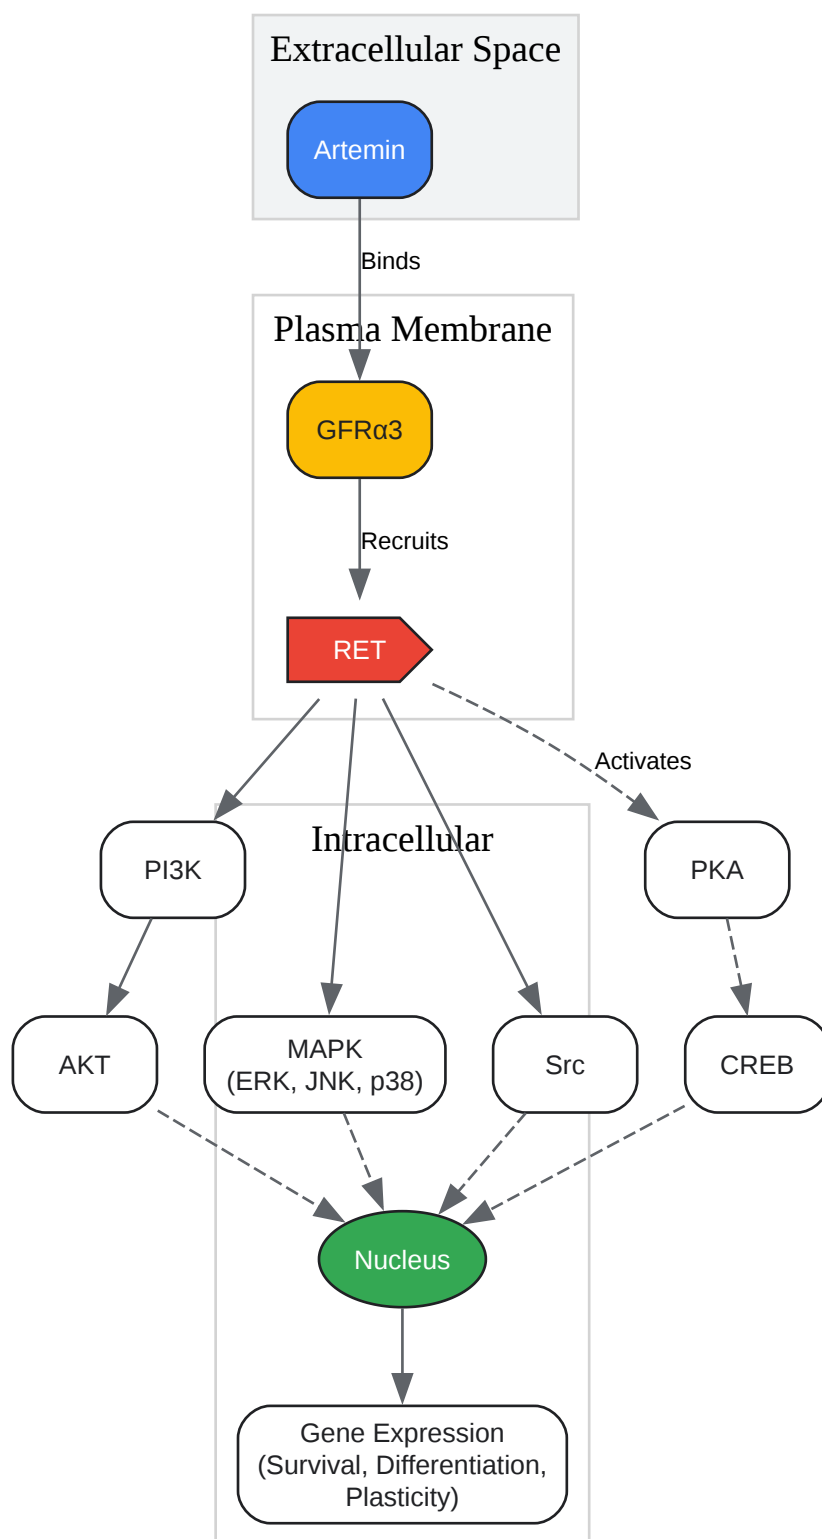 Extracellular Space
Artemin
Binds
Plasma Membrane
GFRα3
Recruits
RET
Activates
Intracellular
PI3K
PKA
AKT
MAPK
(ERK, JNK, p38)
Src
CREB
Nucleus
Gene Expression
(Survival, Differentiation,
Plasticity)